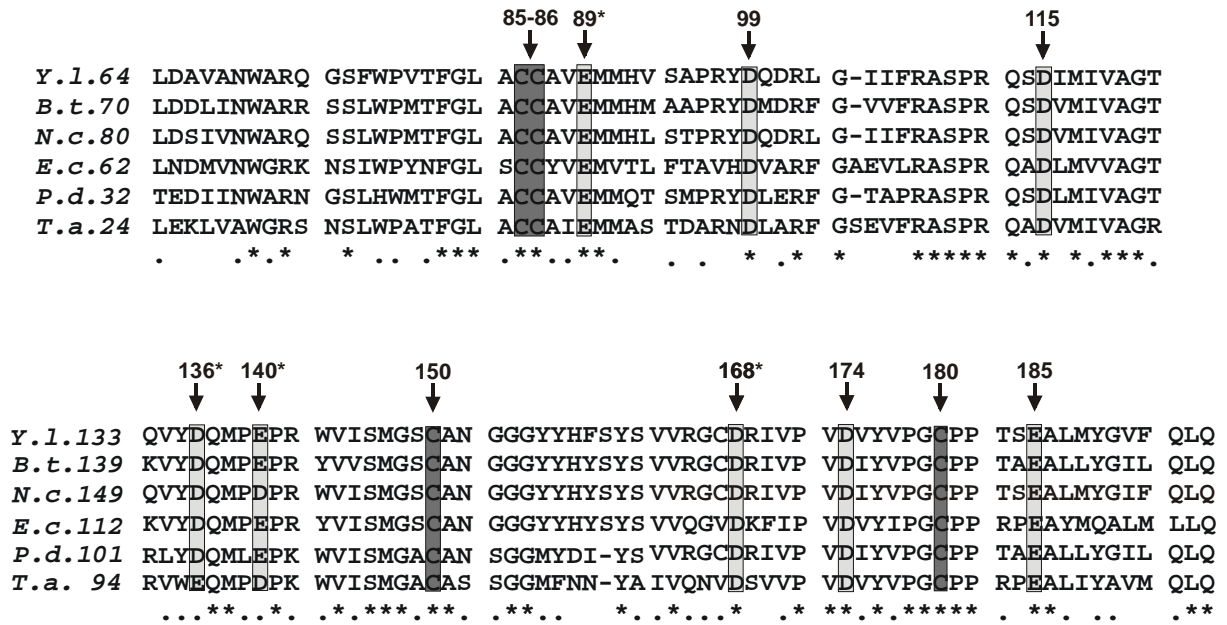 85-86 89* 99 115
Y.l.64 LDAVANWARQ GSFWPVTFGL ACCAVEMMHV SAPRYDQDRL G-IIFRASPR QSDIMIVAGT
B.t.70 LDDLINWARR SSLWPMTFGL ACCAVEMMHM AAPRYDMDRF G-VVFRASPR QSDVMIVAGT
N.c.80 LDSIVNWARQ SSLWPMTFGL ACCAVEMMHL STPRYDQDRL G-IIFRASPR QSDVMIVAGT
E.c.62 LNDMVNWGRK NSIWPYNFGL SCCYVEMVTL FTAVHDVARF GAEVLRASPR QADLMVVAGT
P.d.32 TEDIINWARN GSLHWMTFGL ACCAVEMMQT SMPRYDLERF G-TAPRASPR QSDLMIVAGT
T.a.24 LEKLVAWGRS NSLWPATFGL ACCAIEMMAS TDARNDLARF GSEVFRASPR QADVMIVAGR
. .*.* * .. .*** .**..**. . . * .* * ***** *.* *.***.
136* 140* 150 168* 174 180 185
Y.l.133 QVYDQMPEPR WVISMGSCAN GGGYYHFSYS VVRGCDRIVP VDVYVPGCPP TSEALMYGVF QLQ
B.t.139 KVYDQMPEPR YVVSMGSCAN GGGYYHYSYS VVRGCDRIVP VDIYVPGCPP TAEALLYGIL QLQ
N.c.149 QVYDQMPDPR WVISMGSCAN GGGYYHYSYS VVRGCDRIVP VDVYVPGCPP TSEALMYGIF QLQ
E.c.112 KVYDQMPEPR YVISMGSCAN GGGYYHYSYS VVQGVDKFIP VDVYIPGCPP RPEAYMQALM LLQ
P.d.101 RLYDQMLEPK WVISMGACAN SGGMYDI-YS VVRGCDRIVP VDIYVPGCPP TAEALLYGIL QLQ
T.a. 94 RVWEQMPDPK WVISMGACAS SGGMFNN-YA IVQNVDSVVP VDVYVPGCPP RPEALIYAVM QLQ
....**.*. *.***.*. .**. *. .*. .* . * .**.**.**** . .** . . .**